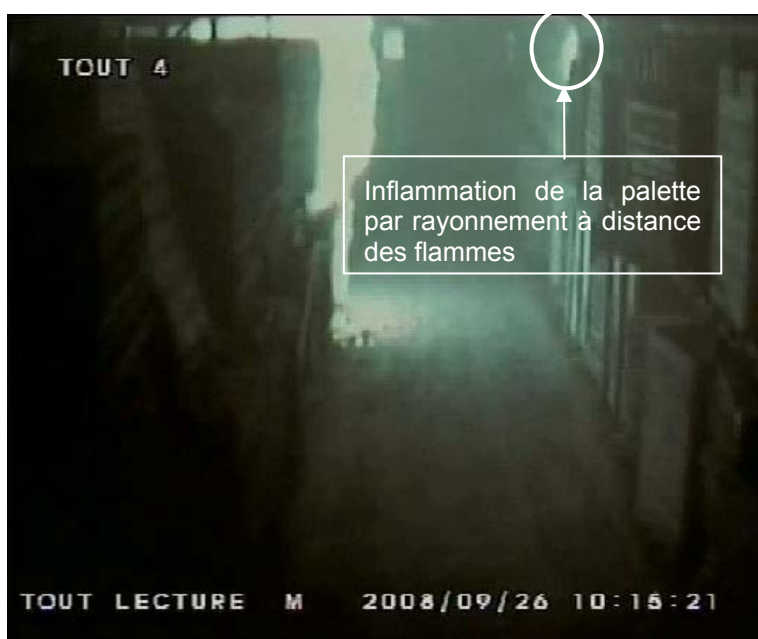 TOUT 4
Inflammation de la palette
par rayonnement à distance
des flammes
TOUT LECTURE M 2008/09/26 10:15:21